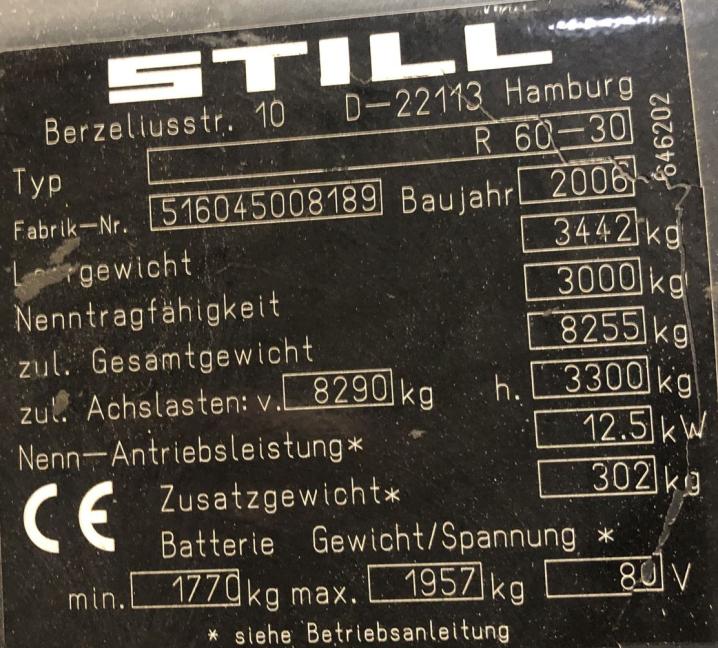 STILL
Berzeliusstr. 10 D-22113 Hamburg
646202
Typ R 60-30
Fabrik-Nr. 516045008189 Baujahr 2006
3442 kg
3000 kg
Nenntragfähigkeit 8255 kg
zul. Gesamtgewicht
zul. Achslasten: v. 8290 kg h. 3300 kg
Nenn-Antriebsleistung* 12.5 kW
Zusatzgewicht* 302 kg
CE
Batterie Gewicht/Spannung *
min. 1770 kg max. 1957 kg 80 V
* siehe Betriebsanleitung